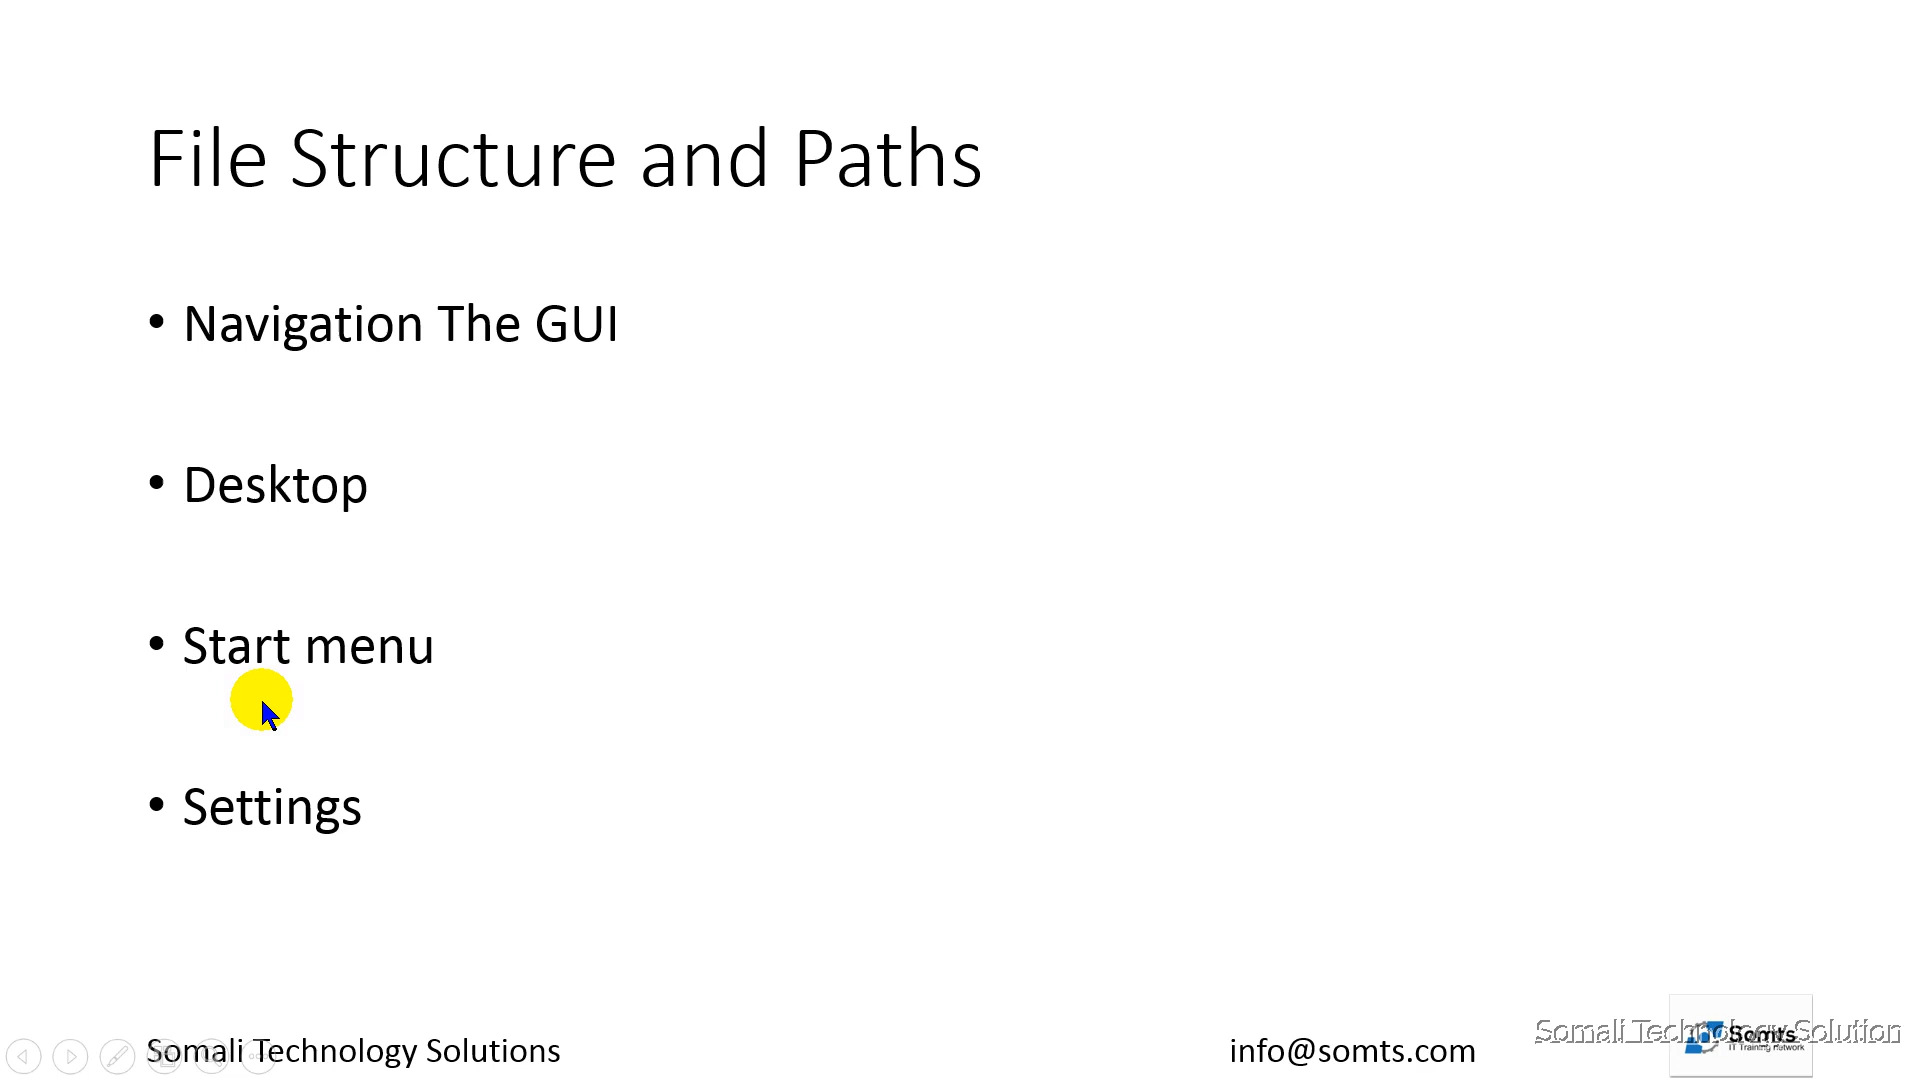 File Structure and Paths
• Navigation The GUI
• Desktop
• Start menu
• Settings
Somali Technology Solutions
info@somts.com
Somali Technology Solution
Somts
IT Training network